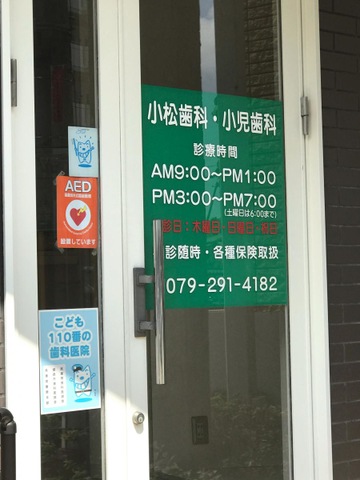 小松歯科・小児歯科
診療時間
AM9:00〜PM1:00
PM3:00〜PM7:00
(土曜日は6:00まで)
診日:木曜日・日曜日・祝日
診随時・各種保険取扱
079-291-4182
AED
設置しています
こども
110番の
歯科医院